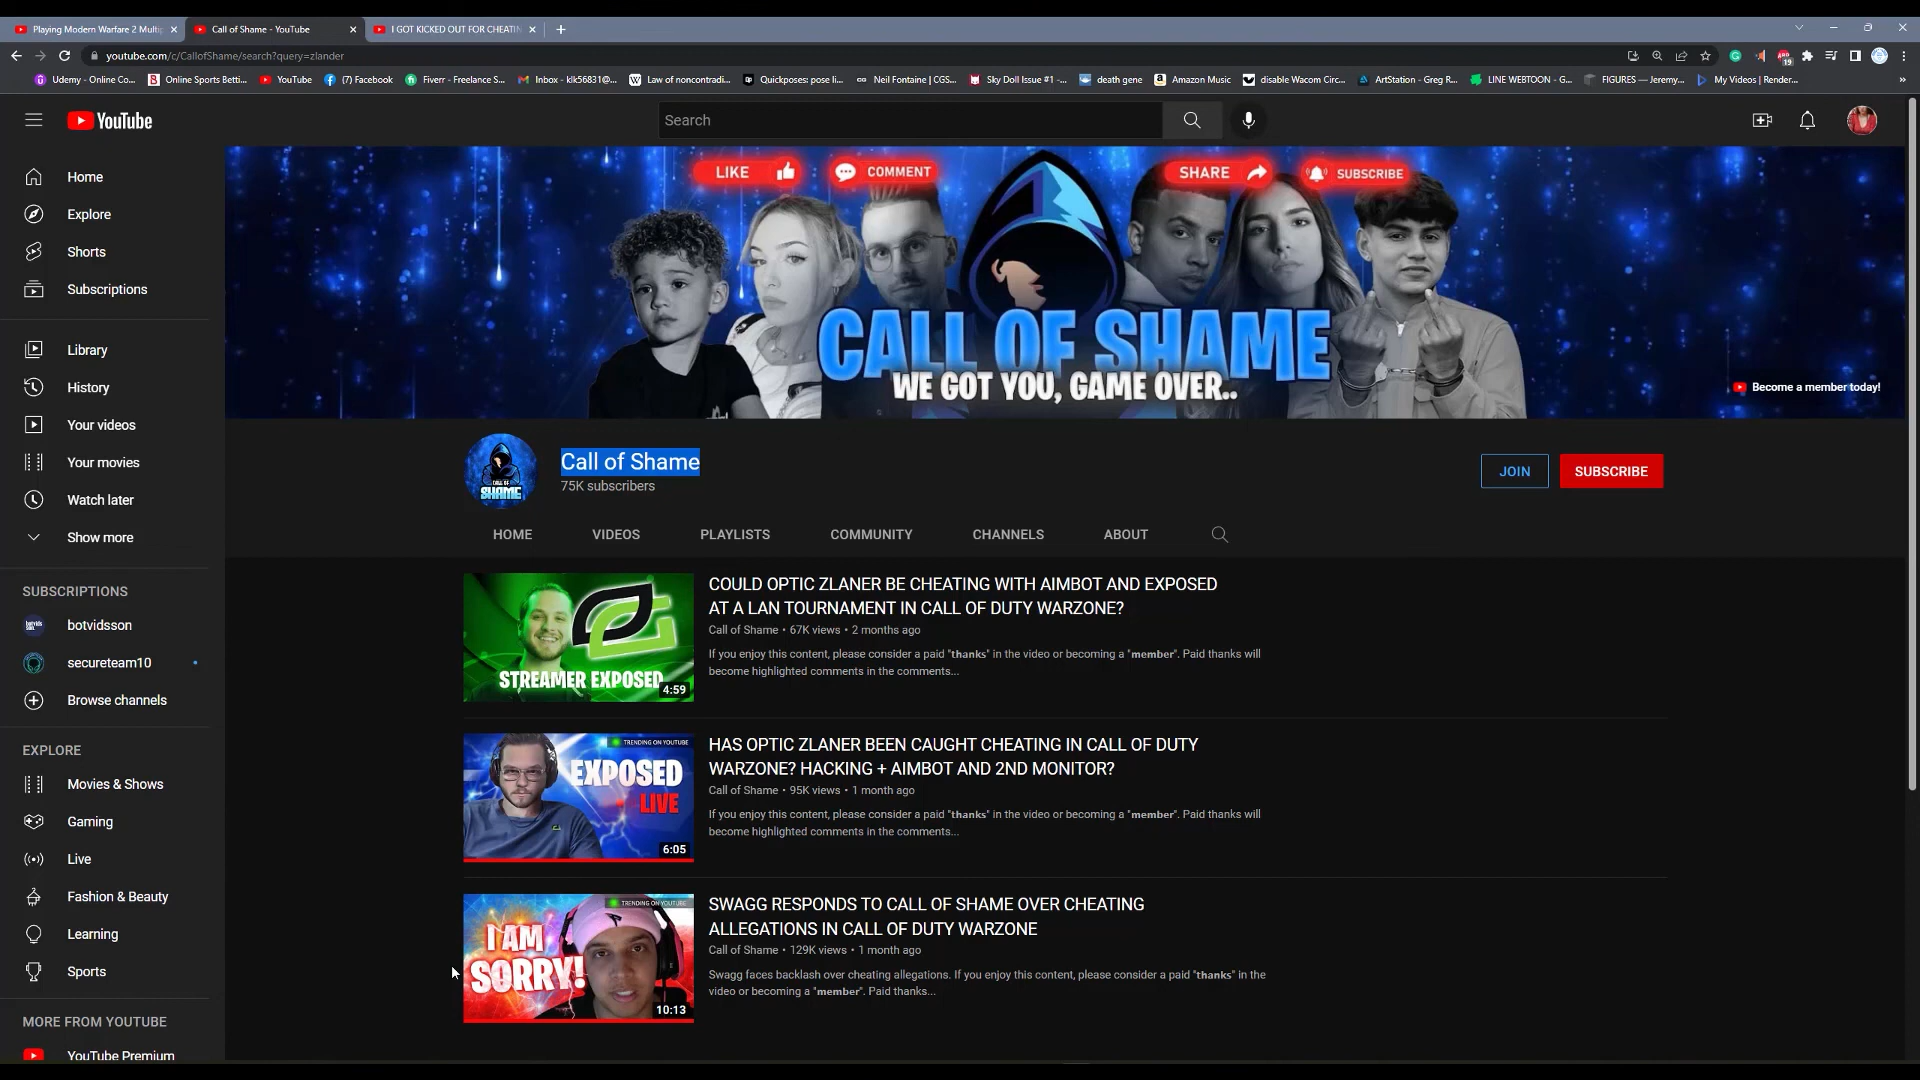 Playing Modern Warfare 2 Multip
Call of Shame - YouTube
I GOT KICKED OUT FOR CHEATIN
youtube.com/c/CallofShame/search?query=zlander
19
Udemy - Online Co...
Online Sports Betti...
YouTube
(7) Facebook
Fiverr - Freelance S...
Inbox - klk56831@...
Law of noncontradi...
Quickposes: pose li...
Neil Fontaine | CGS...
Sky Doll Issue #1 -...
death gene
Amazon Music
disable Wacom Circ...
ArtStation - Greg R...
LINE WEBTOON - G...
FIGURES — Jeremy...
My Videos | Render...
YouTube
Search
Home
Explore
Shorts
Subscriptions
Library
History
Your videos
Your movies
Watch later
Show more
SUBSCRIPTIONS
botvidsson
secureteam10
Browse channels
EXPLORE
Movies & Shows
Gaming
Live
Fashion & Beauty
Learning
Sports
MORE FROM YOUTUBE
YouTube Premium
LIKE
COMMENT
SHARE
SUBSCRIBE
CALL OF SHAME
WE GOT YOU, GAME OVER..
Become a member today!
CALL OF
SHAME
Call of Shame
75K subscribers
JOIN
SUBSCRIBE
HOME
VIDEOS
PLAYLISTS
COMMUNITY
CHANNELS
ABOUT
STREAMER EXPOSED
4:59
COULD OPTIC ZLANER BE CHEATING WITH AIMBOT AND EXPOSED
AT A LAN TOURNAMENT IN CALL OF DUTY WARZONE?
Call of Shame • 67K views • 2 months ago
If you enjoy this content, please consider a paid "thanks" in the video or becoming a "member". Paid thanks will
become highlighted comments in the comments...
TRENDING ON YOUTUBE
EXPOSED
LIVE
6:05
HAS OPTIC ZLANER BEEN CAUGHT CHEATING IN CALL OF DUTY
WARZONE? HACKING + AIMBOT AND 2ND MONITOR?
Call of Shame • 95K views • 1 month ago
If you enjoy this content, please consider a paid "thanks" in the video or becoming a "member". Paid thanks will
become highlighted comments in the comments...
TRENDING ON YOUTUBE
I AM
SORRY!
10:13
SWAGG RESPONDS TO CALL OF SHAME OVER CHEATING
ALLEGATIONS IN CALL OF DUTY WARZONE
Call of Shame • 129K views • 1 month ago
Swagg faces backlash over cheating allegations. If you enjoy this content, please consider a paid "thanks" in the
video or becoming a "member". Paid thanks...